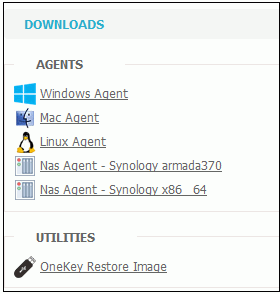 DOWNLOADS
AGENTS
Windows Agent
Mac Agent
Linux Agent
Nas Agent - Synology armada370
Nas Agent - Synology x86_64
UTILITIES
OneKey Restore Image